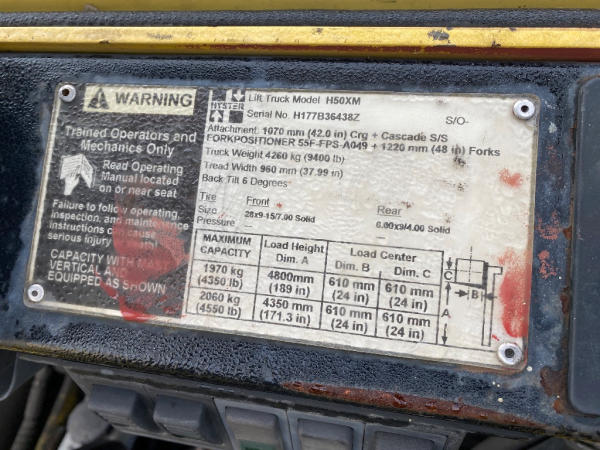 WARNING
Trained Operators and
Mechanics Only
Read Operating
Manual located
on or near seat
Failure to follow operating,
inspection, and maintenance
instructions can cause
serious injury
CAPACITY WITH
VERTICAL AND
EQUIPPED AS SHOWN
HYSTER
Lift Truck Model H50XM
Serial No. H177B36438Z S/O-
Attachment 1070 mm (42.0 in) Crg + Cascade S/S
FORKPOSITIONER 55F-FPS-A049 + 1220 mm (48 in) Forks
Truck Weight 4260 kg (9400 lb)
Tread Width 960 mm (37.99 in)
Back Tilt 6 Degrees
Tire Front Rear
Size 28x9-15/7.00 Solid 6.00x9/4.00 Solid
Pressure — —
MAXIMUM CAPACITY Load Height Dim. A Load Center Dim. B Dim. C
1970 kg (4350 lb) 4800mm (189 in) 610 mm (24 in) 610 mm (24 in)
2060 kg (4550 lb) 4350 mm (171.3 in) 610 mm (24 in) 610 mm (24 in)
C
B
A